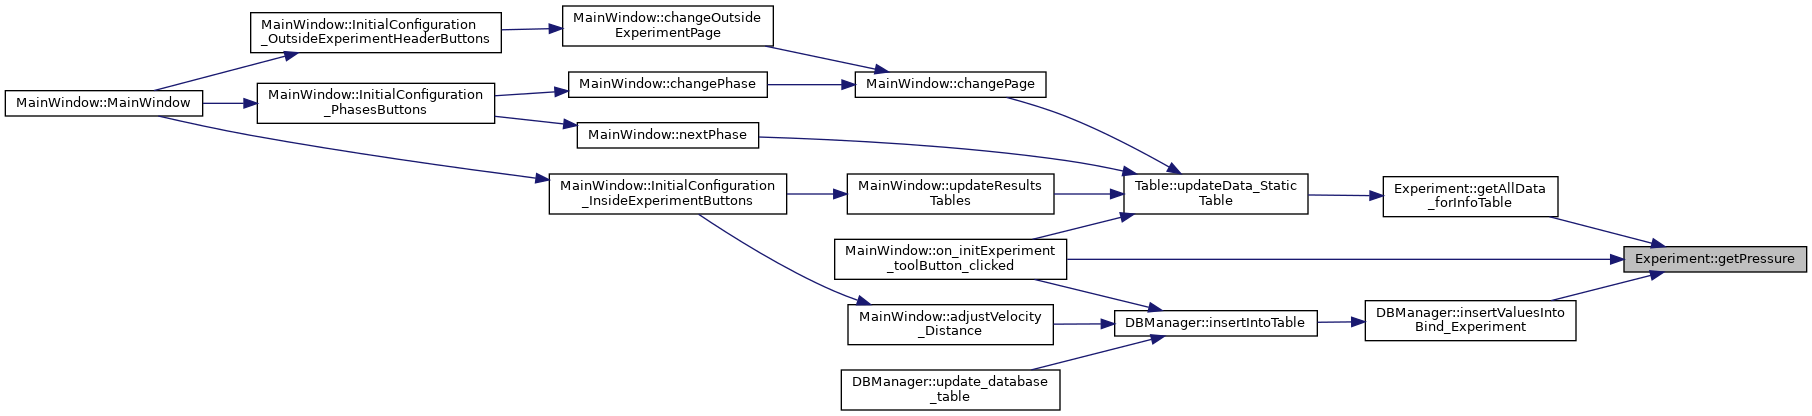 MainWindow::InitialConfiguration
_OutsideExperimentHeaderButtons
MainWindow::changeOutside
ExperimentPage
MainWindow::MainWindow
MainWindow::InitialConfiguration
_PhasesButtons
MainWindow::changePhase
MainWindow::changePage
MainWindow::nextPhase
MainWindow::InitialConfiguration
_InsideExperimentButtons
MainWindow::updateResults
Tables
Table::updateData_Static
Table
Experiment::getAllData
_forInfoTable
MainWindow::on_initExperiment
_toolButton_clicked
Experiment::getPressure
MainWindow::adjustVelocity
_Distance
DBManager::insertIntoTable
DBManager::insertValuesInto
Bind_Experiment
DBManager::update_database
_table